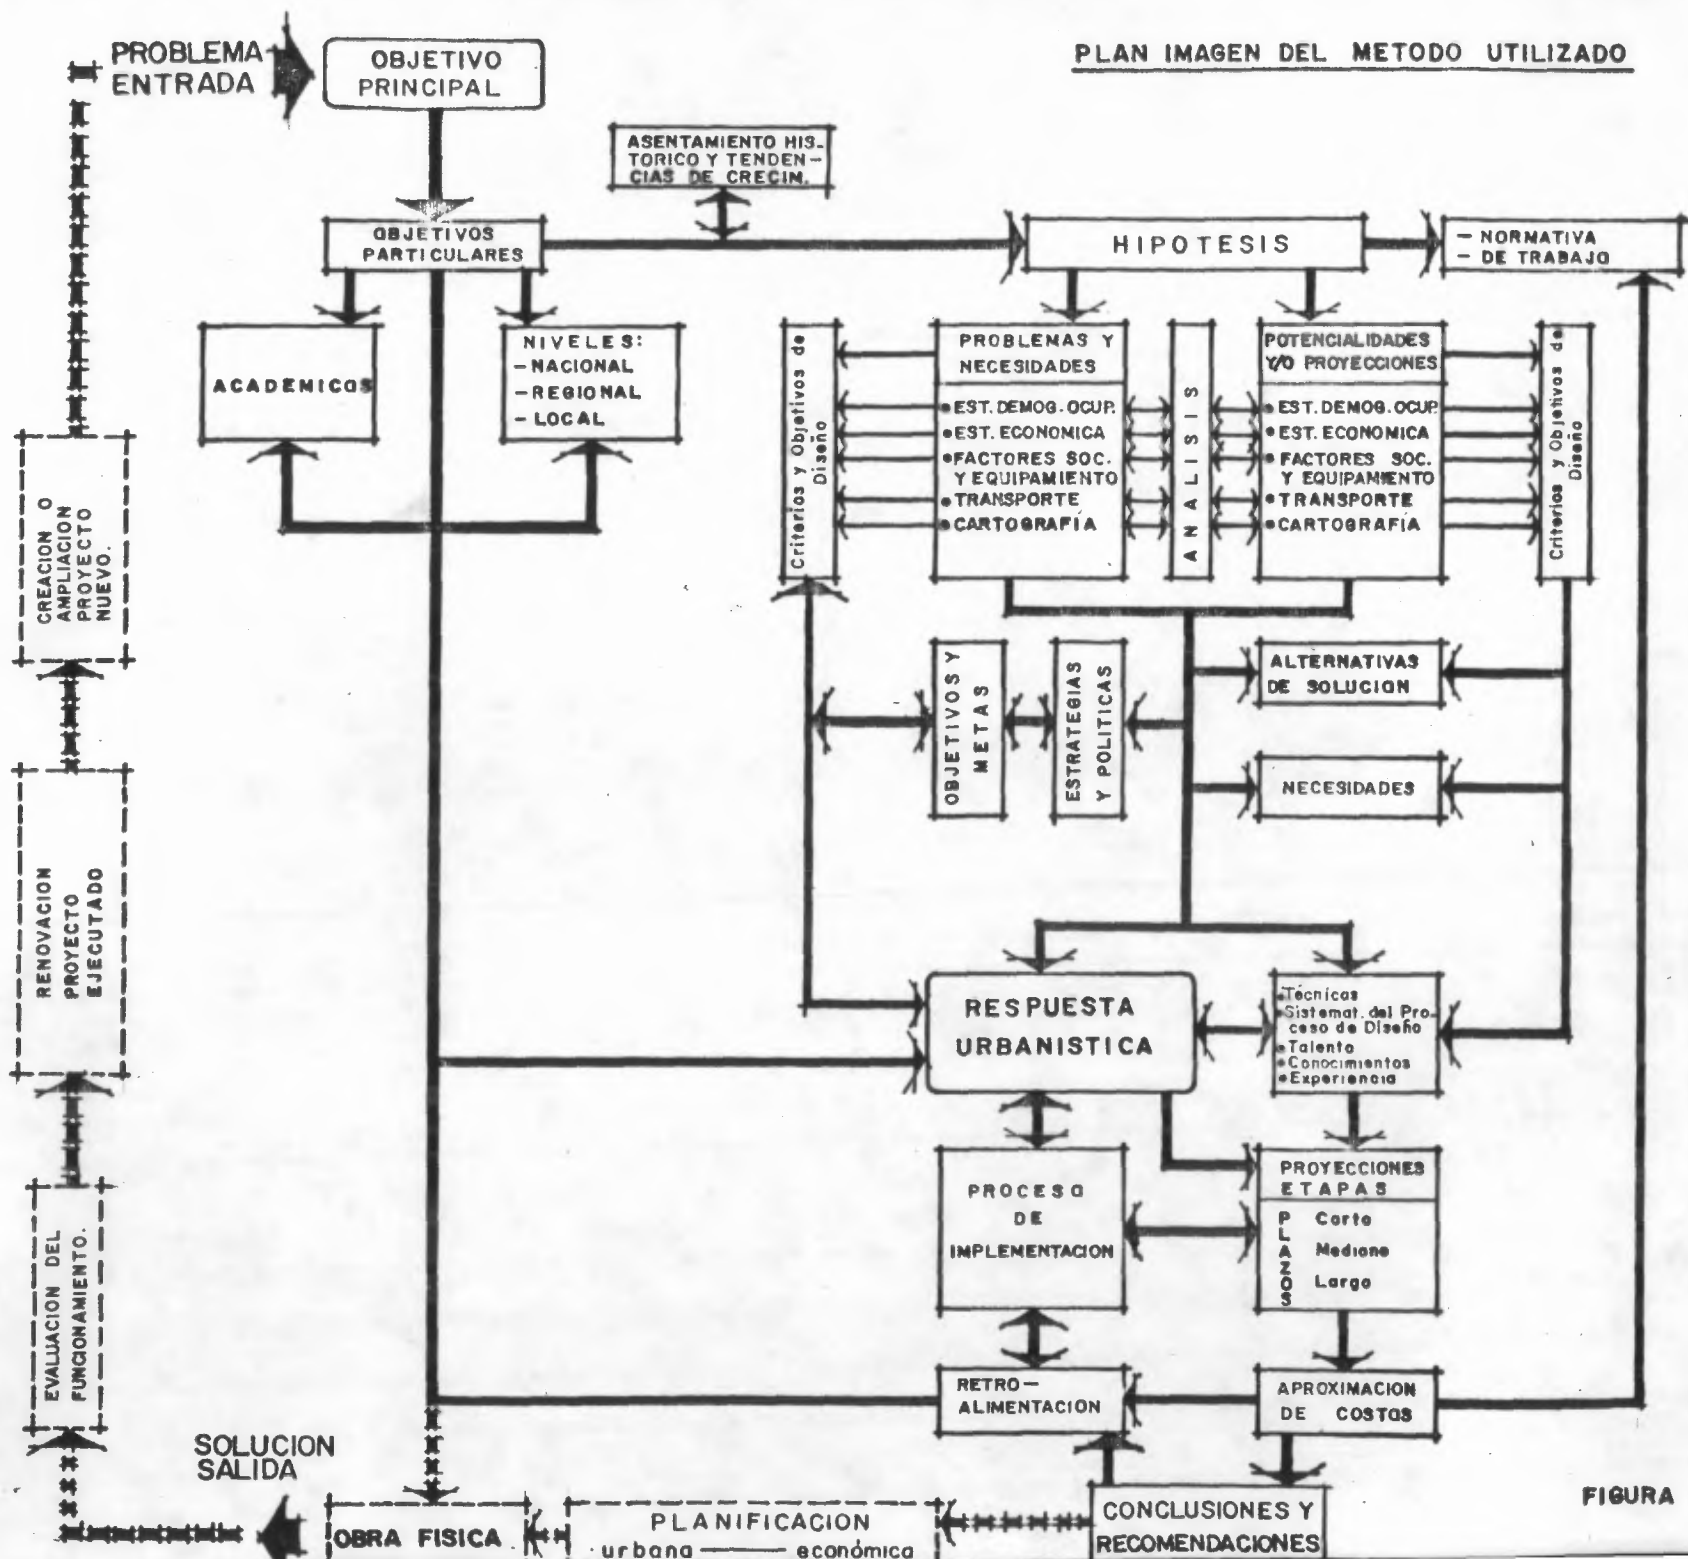 PLAN IMAGEN DEL METODO UTILIZADO
PROBLEMA
ENTRADA
OBJETIVO
PRINCIPAL
ASENTAMIENTO HIS-
TORICO Y TENDEN-
CIAS DE CRECIM.
OBJETIVOS
PARTICULARES
HIPOTESIS
- NORMATIVA
- DE TRABAJO
ACADEMICOS
NIVELES:
- NACIONAL
- REGIONAL
- LOCAL
Criterios y Objetivos de
Diseño
PROBLEMAS Y
NECESIDADES
• EST. DEMOG. OCUP.
• EST. ECONOMICA
• FACTORES SOC.
Y EQUIPAMIENTO
• TRANSPORTE
• CARTOGRAFÍA
ANALISIS
POTENCIALIDADES
Y/O PROYECCIONES
• EST. DEMOG. OCUP.
• EST. ECONOMICA
• FACTORES SOC.
Y EQUIPAMIENTO
• TRANSPORTE
• CARTOGRAFÍA
Criterios y Objetivos de
Diseño
CREACION O
AMPLIACION
PROYECTO
NUEVO.
OBJETIVOS Y
METAS
ESTRATEGIAS
Y POLITICAS
ALTERNATIVAS
DE SOLUCION
NECESIDADES
RENOVACION
PROYECTO
EJECUTADO
RESPUESTA
URBANISTICA
• Técnicas
• Sistemat. del Pro-
ceso de Diseño
• Talento
• Conocimientos
• Experiencia
PROCESO
DE
IMPLEMENTACION
PROYECCIONES
ETAPAS
PLAZOS
Corto
Mediano
Largo
EVALUACION DEL
FUNCIONAMIENTO.
RETRO-
ALIMENTACION
APROXIMACION
DE COSTOS
SOLUCION
SALIDA
OBRA FISICA
PLANIFICACION
urbana — económica
CONCLUSIONES Y
RECOMENDACIONES
FIGURA